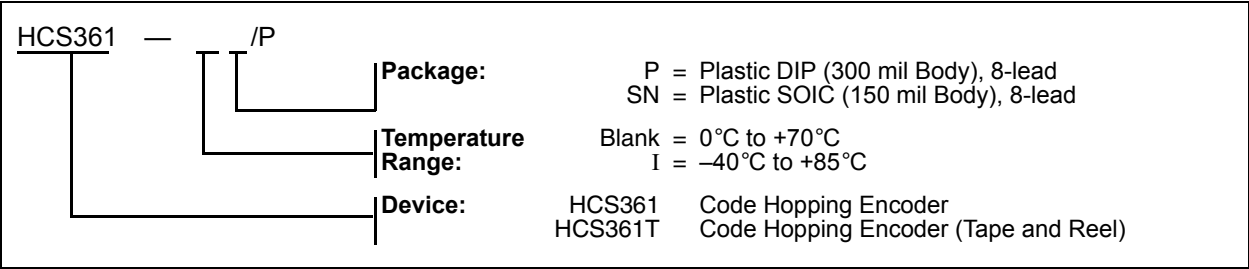 HCS361 — _ _ /P
Package: P = Plastic DIP (300 mil Body), 8-lead
SN = Plastic SOIC (150 mil Body), 8-lead
Temperature Blank = 0°C to +70°C
Range: I = –40°C to +85°C
Device: HCS361 Code Hopping Encoder
HCS361T Code Hopping Encoder (Tape and Reel)